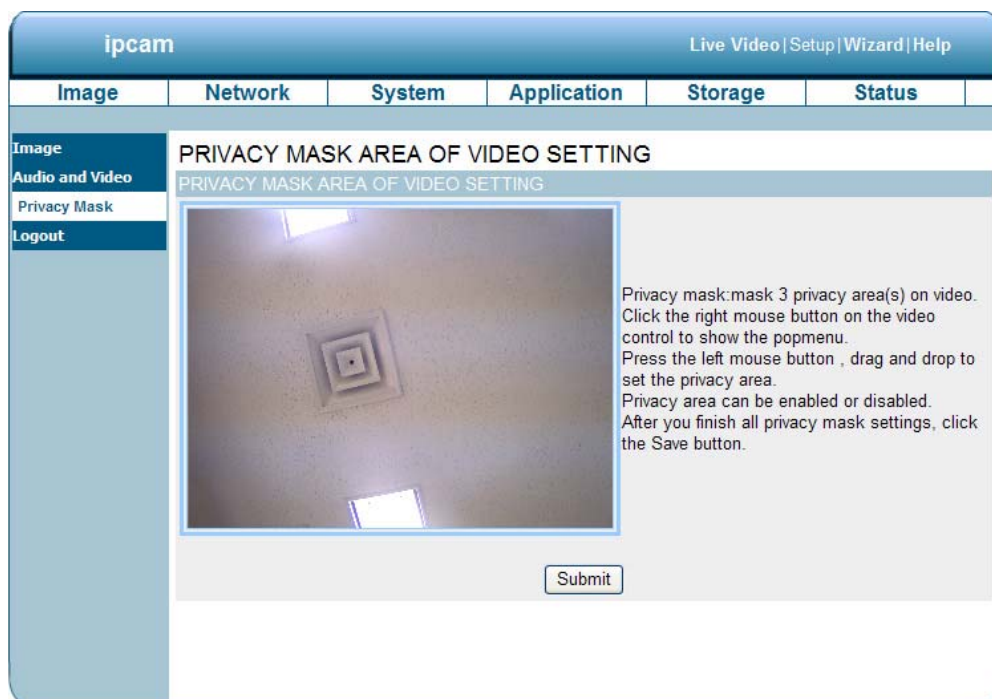 ipcam
Live Video|Setup|Wizard|Help
Image Network System Application Storage Status
Image
Audio and Video
Privacy Mask
Logout
PRIVACY MASK AREA OF VIDEO SETTING
PRIVACY MASK AREA OF VIDEO SETTING
Privacy mask:mask 3 privacy area(s) on video.
Click the right mouse button on the video
control to show the popmenu.
Press the left mouse button , drag and drop to
set the privacy area.
Privacy area can be enabled or disabled.
After you finish all privacy mask settings, click
the Save button.
Submit